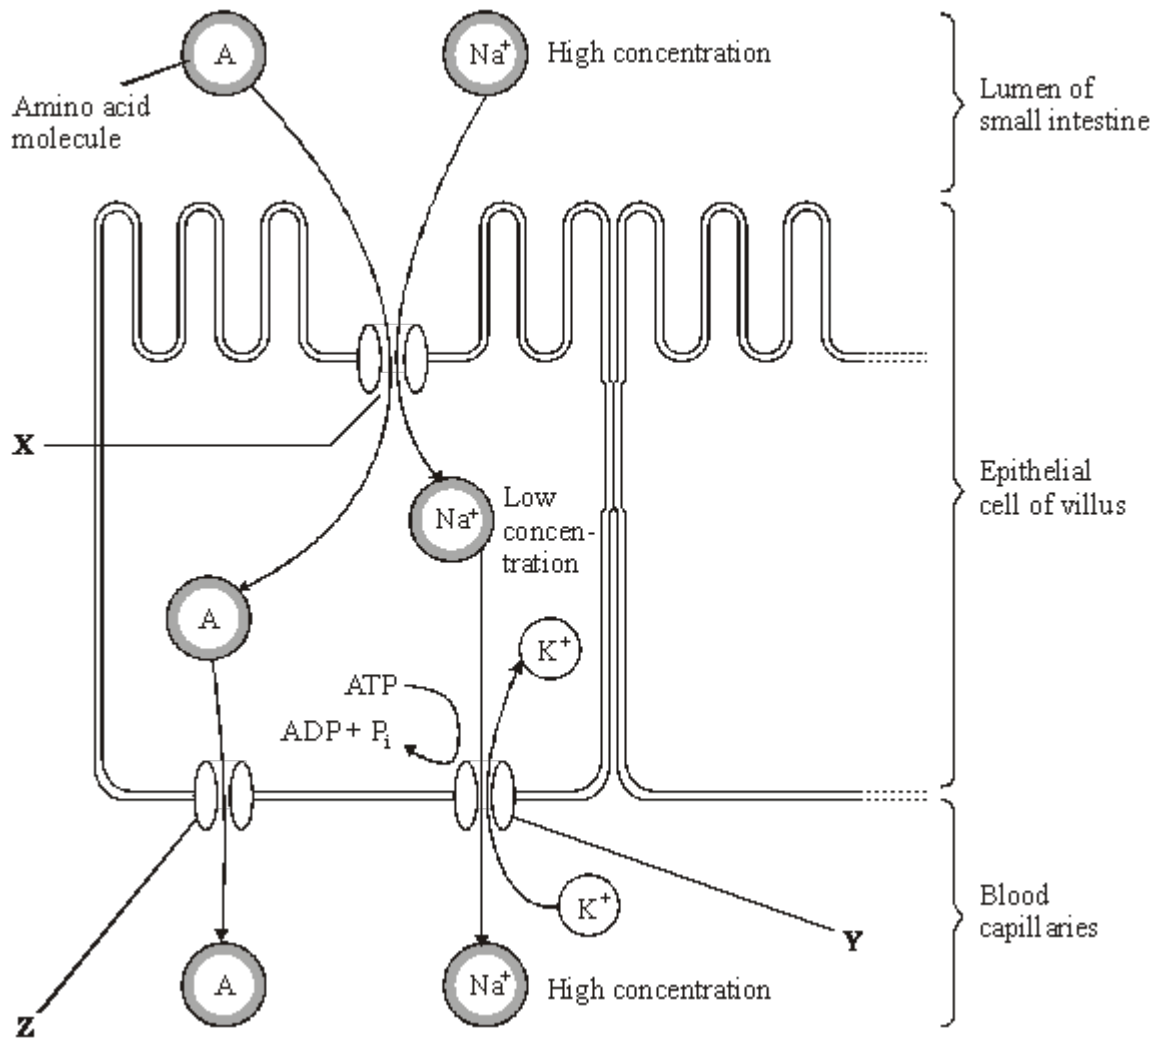 A
Na+
High concentration
Amino acid
molecule
Lumen of
small intestine
X
Na+
Low
concen-
tration
Epithelial
cell of villus
A
K+
ATP
ADP + Pi
K+
Blood
capillaries
Y
A
Na+
High concentration
Z